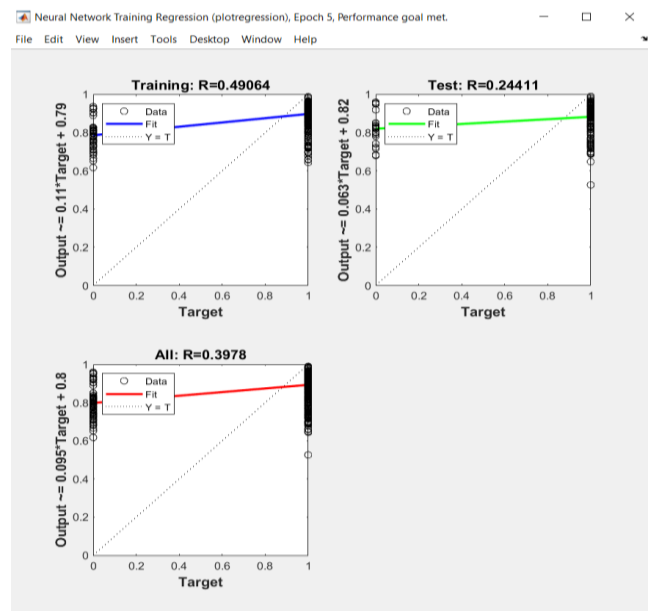 Neural Network Training Regression (plotregression), Epoch 5, Performance goal met.
File Edit View Insert Tools Desktop Window Help
Training: R=0.49064
Output ~= 0.11*Target + 0.79
1
0.8
0.6
0.4
0.2
0
Data
Fit
Y = T
0 0.2 0.4 0.6 0.8 1
Target
Test: R=0.24411
Output ~= 0.063*Target + 0.82
1
0.8
0.6
0.4
0.2
0
Data
Fit
Y = T
0 0.2 0.4 0.6 0.8 1
Target
All: R=0.3978
Output ~= 0.095*Target + 0.8
1
0.8
0.6
0.4
0.2
0
Data
Fit
Y = T
0 0.2 0.4 0.6 0.8 1
Target